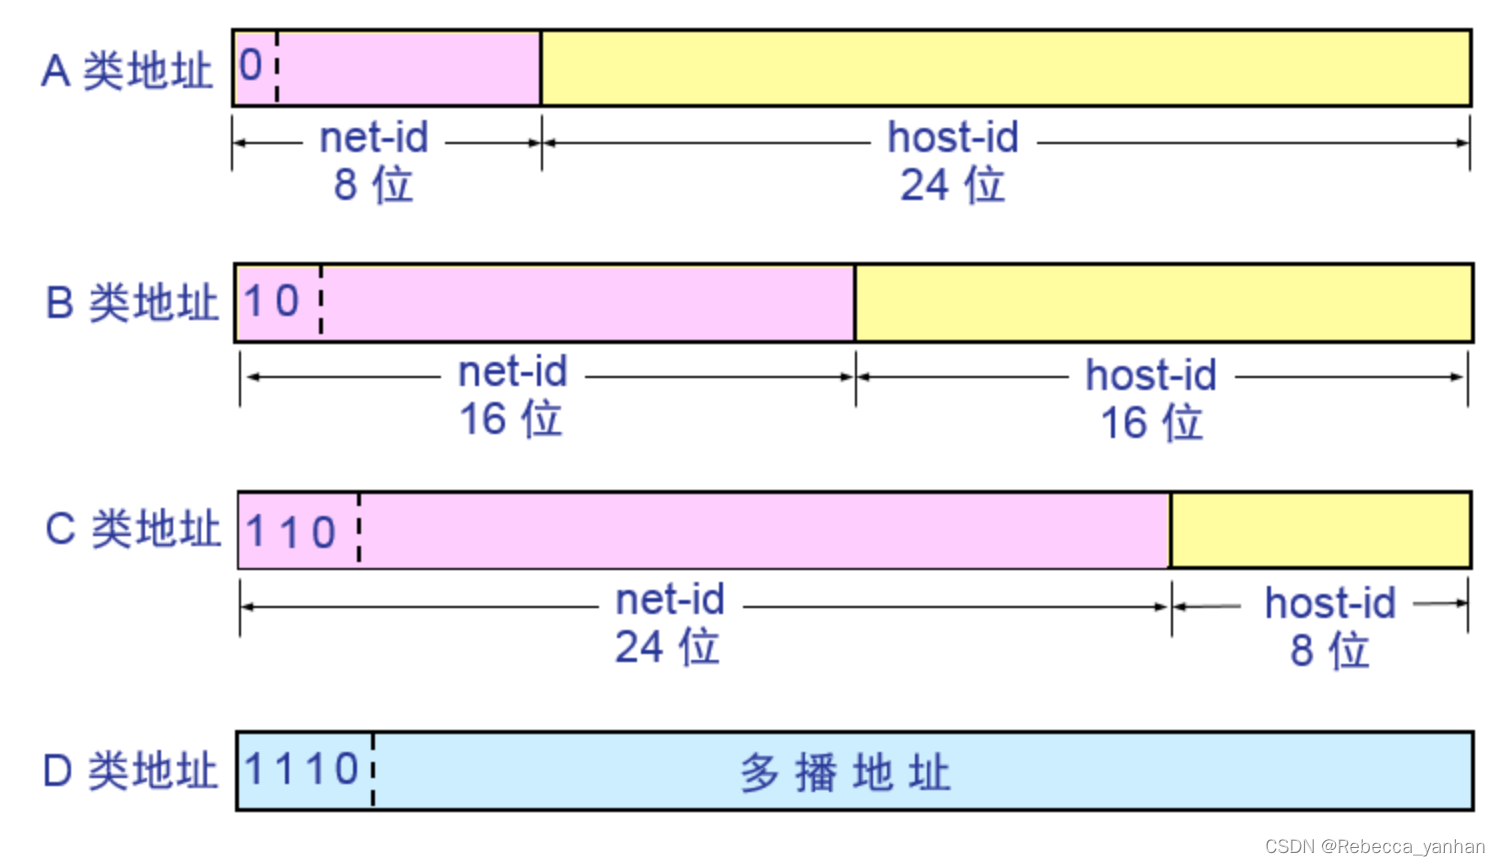 A 类地址
0
net-id
8 位
host-id
24 位
B 类地址
1 0
net-id
16 位
host-id
16 位
C 类地址
1 1 0
net-id
24 位
host-id
8 位
D 类地址
1 1 1 0
多 播 地 址
CSDN @Rebecca_yanhan